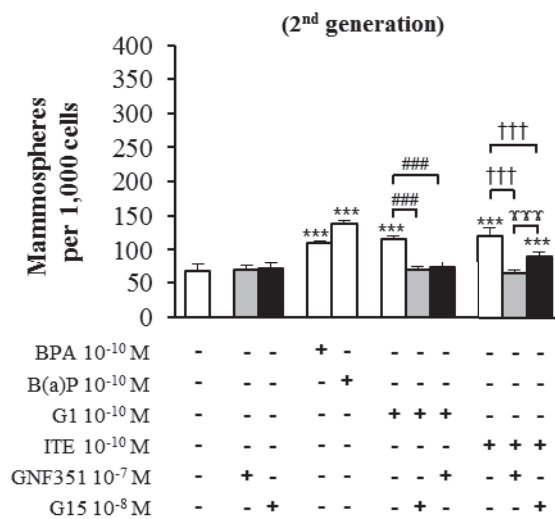 (2nd generation)
Mammospheres
per 1,000 cells
400
350
300
250
200
150
100
50
0
†††
###
†††
###
ϒϒϒ
*** *** *** *** ***
BPA 10-10 M - - - + - - - - - - -
B(a)P 10-10 M - - - - + - - - - - -
G1 10-10 M - - - - - + + + - - -
ITE 10-10 M - - - - - - - - + + +
GNF351 10-7 M - + - - - - - + - + -
G15 10-8 M - - + - - - + - - - +